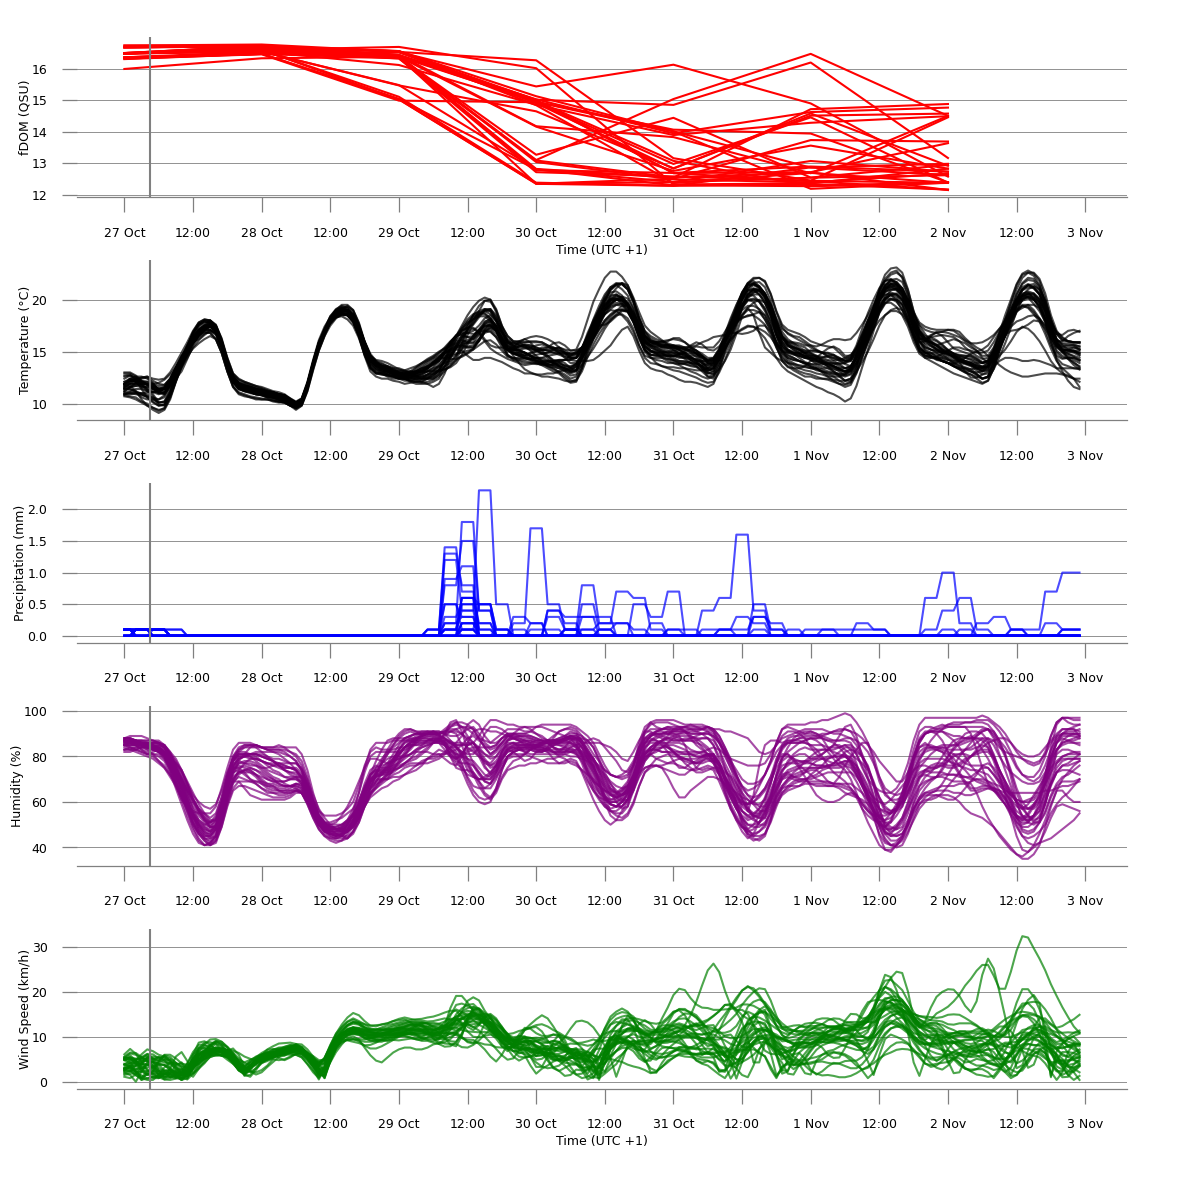 fDOM (QSU)
16
15
14
13
12
27 Oct 12:00 28 Oct 12:00 29 Oct 12:00 30 Oct 12:00 31 Oct 12:00 1 Nov 12:00 2 Nov 12:00 3 Nov
Time (UTC +1)
Temperature (°C)
20
15
10
27 Oct 12:00 28 Oct 12:00 29 Oct 12:00 30 Oct 12:00 31 Oct 12:00 1 Nov 12:00 2 Nov 12:00 3 Nov
Precipitation (mm)
2.0
1.5
1.0
0.5
0.0
27 Oct 12:00 28 Oct 12:00 29 Oct 12:00 30 Oct 12:00 31 Oct 12:00 1 Nov 12:00 2 Nov 12:00 3 Nov
Humidity (%)
100
80
60
40
27 Oct 12:00 28 Oct 12:00 29 Oct 12:00 30 Oct 12:00 31 Oct 12:00 1 Nov 12:00 2 Nov 12:00 3 Nov
Wind Speed (km/h)
30
20
10
0
27 Oct 12:00 28 Oct 12:00 29 Oct 12:00 30 Oct 12:00 31 Oct 12:00 1 Nov 12:00 2 Nov 12:00 3 Nov
Time (UTC +1)